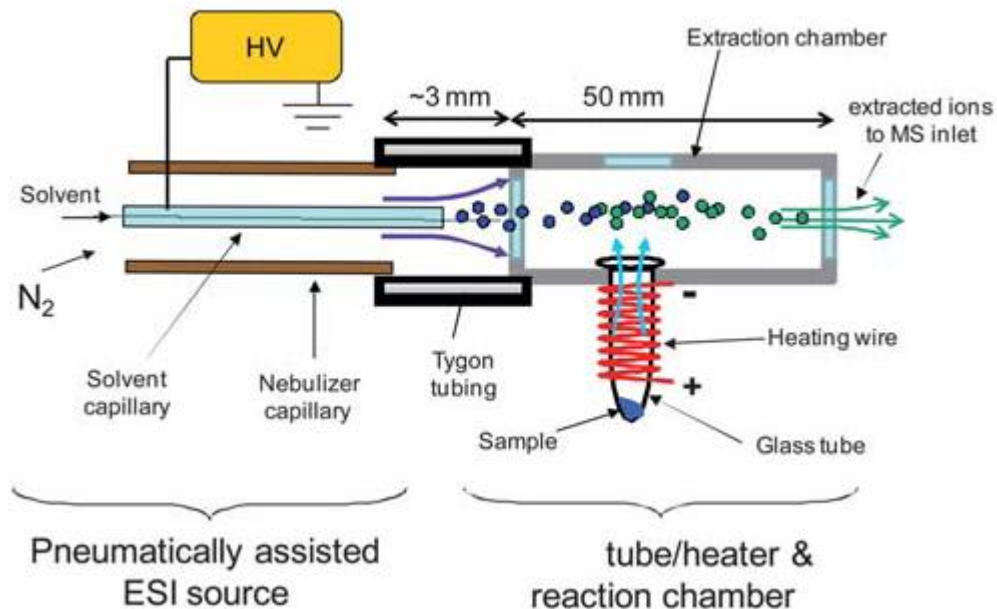 HV
Extraction chamber
~3 mm
50 mm
extracted ions
to MS inlet
Solvent
N2
-
Heating wire
+
Solvent
capillary
Nebulizer
capillary
Tygon
tubing
Sample
Glass tube
Pneumatically assisted
ESI source
tube/heater &
reaction chamber